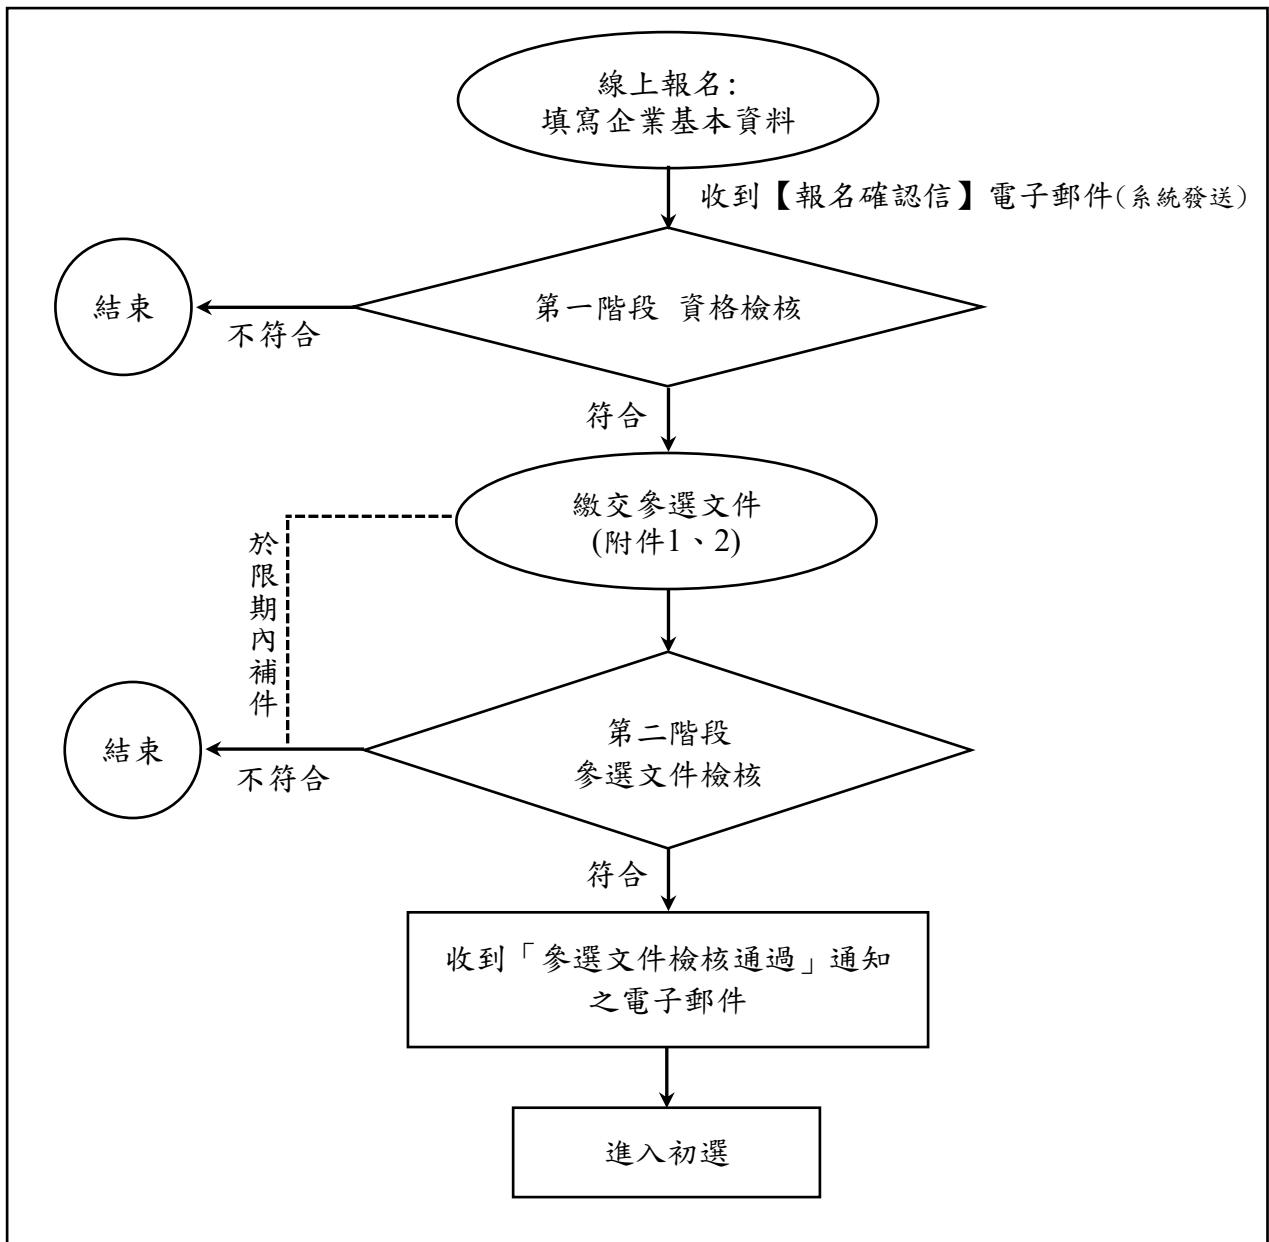 線上報名:
填寫企業基本資料
收到【報名確認信】電子郵件(系統發送)
第一階段 資格檢核
結束
不符合
符合
繳交參選文件
(附件1、2)
於限期內補件
第二階段
參選文件檢核
結束
不符合
符合
收到「參選文件檢核通過」通知
之電子郵件
進入初選